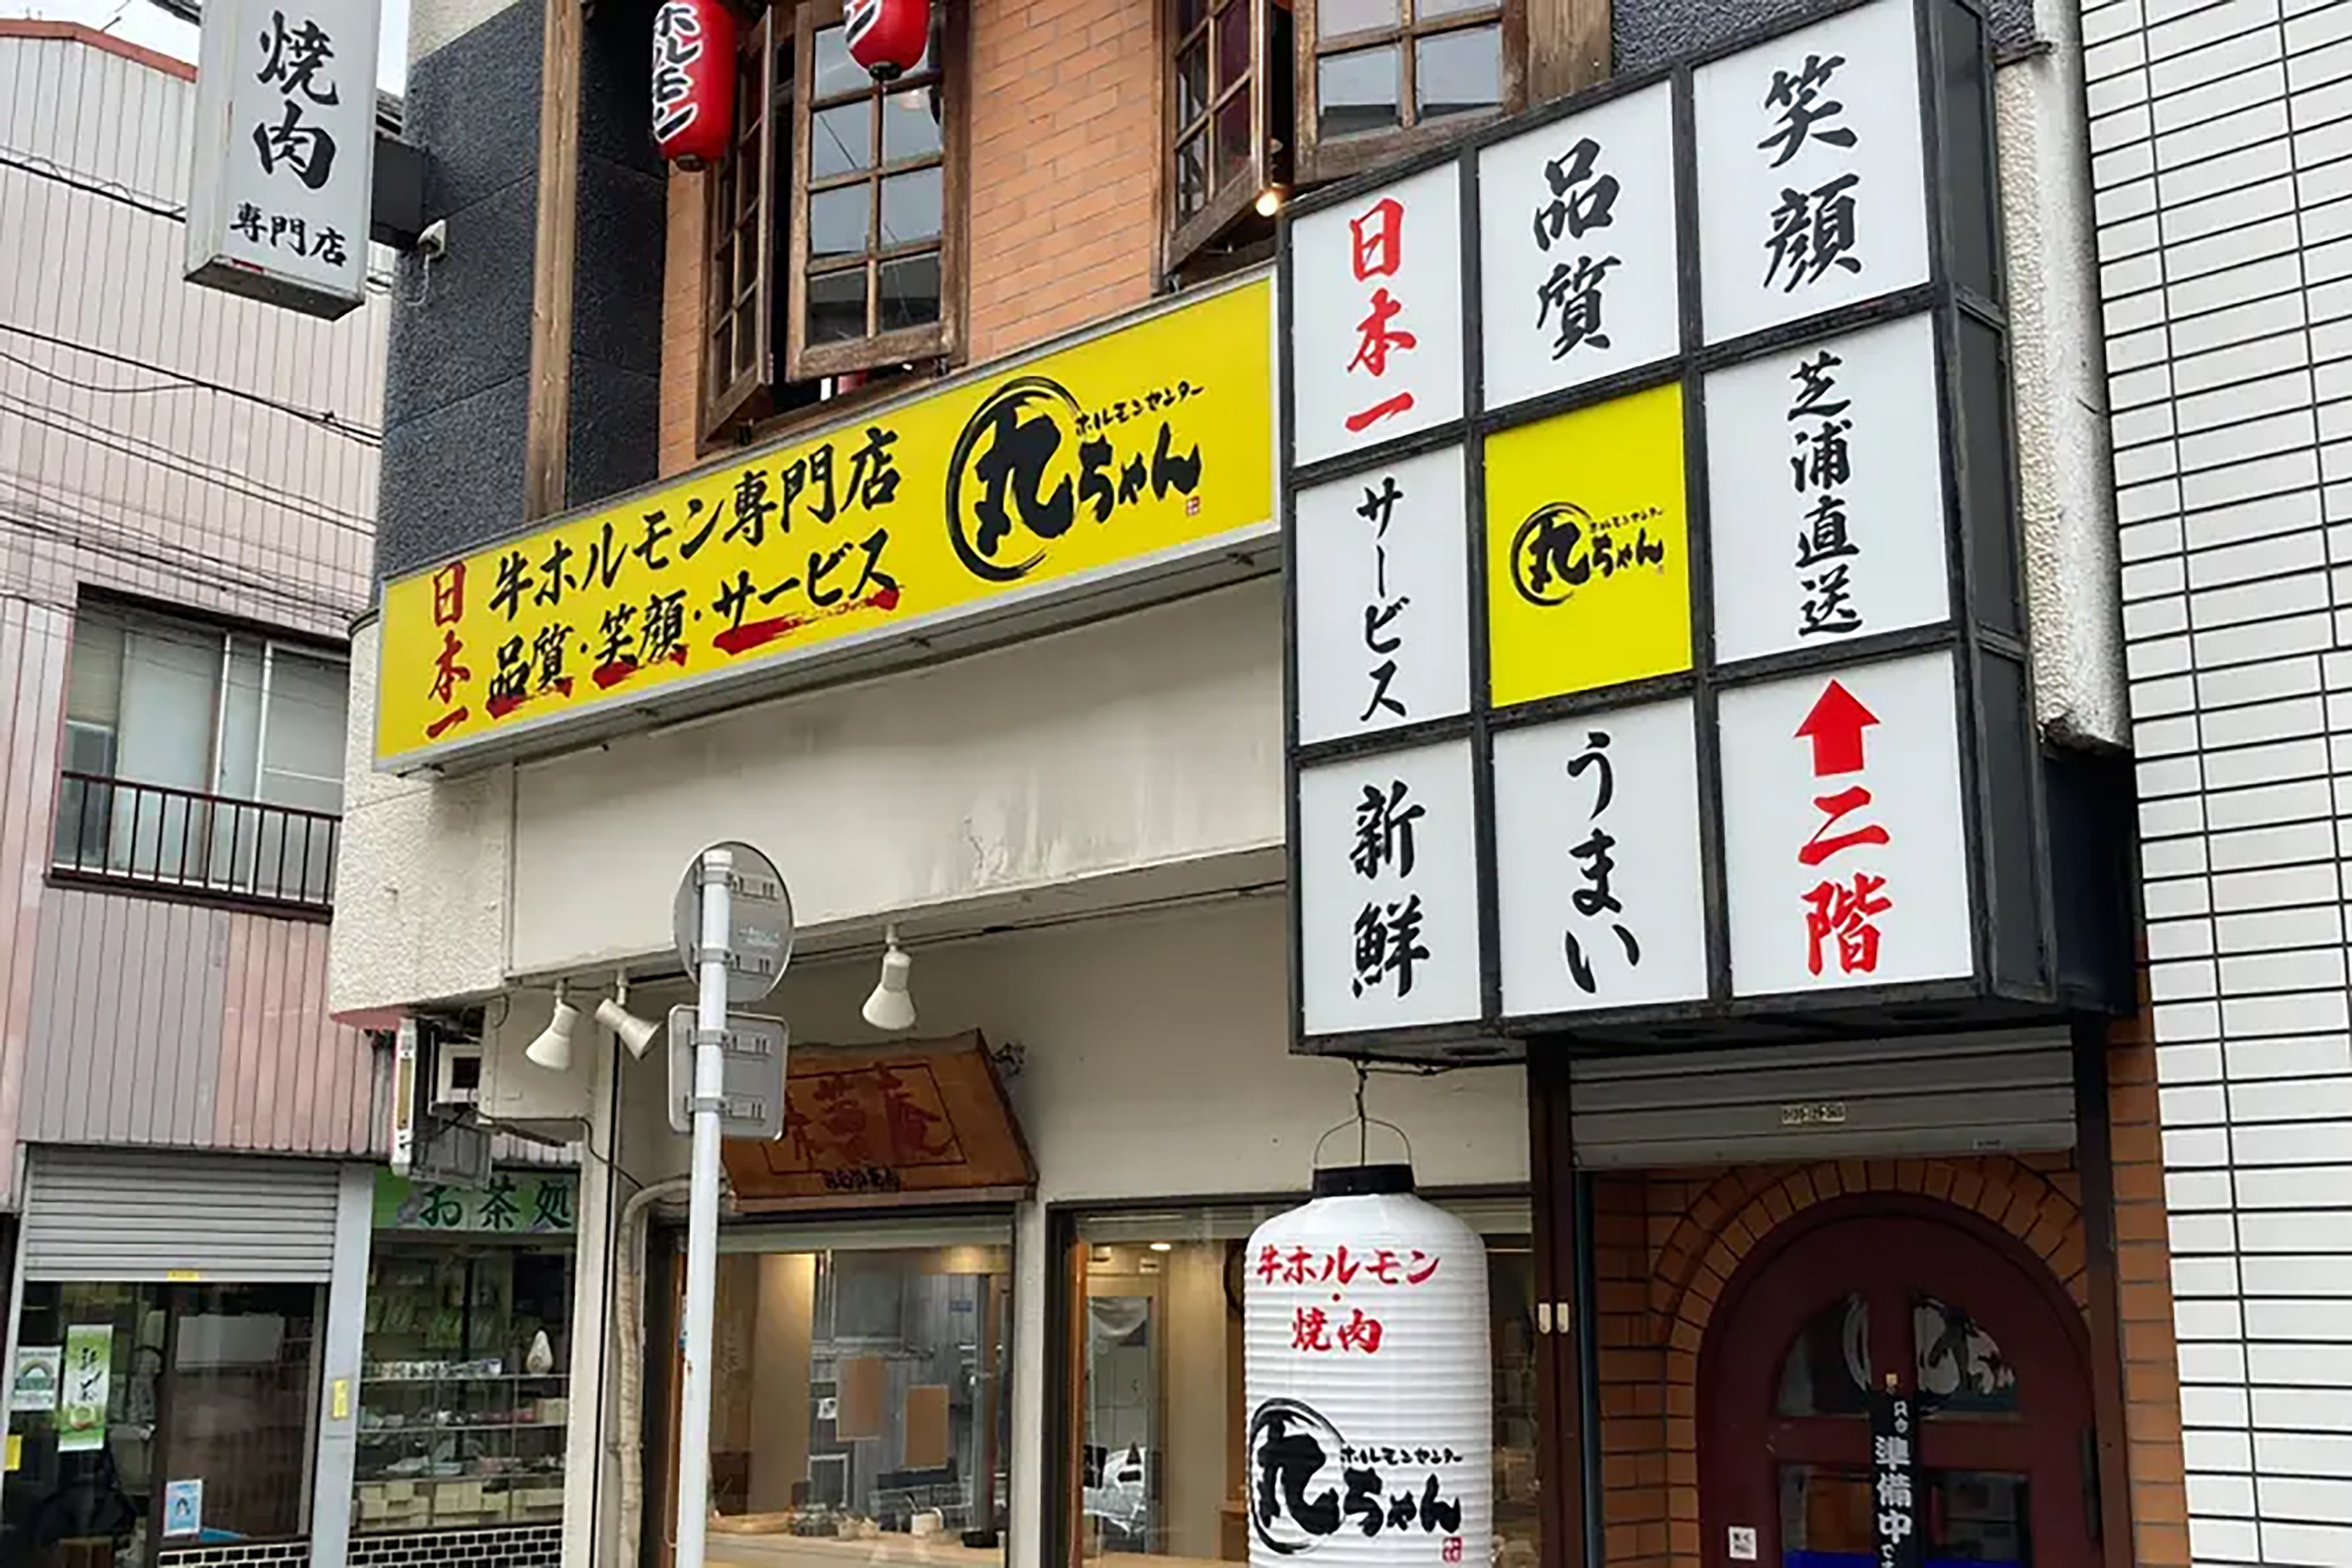 焼肉
専門店
ホルモン
日本一
牛ホルモン専門店
品質・笑顔・サービス
ホルモンセンター
丸ちゃん
日本一
品質
笑顔
サービス
ホルモンセンター
丸ちゃん
芝浦直送
新鮮
うまい
二階
お茶処
牛ホルモン
・
焼肉
ホルモンセンター
丸ちゃん
準備中